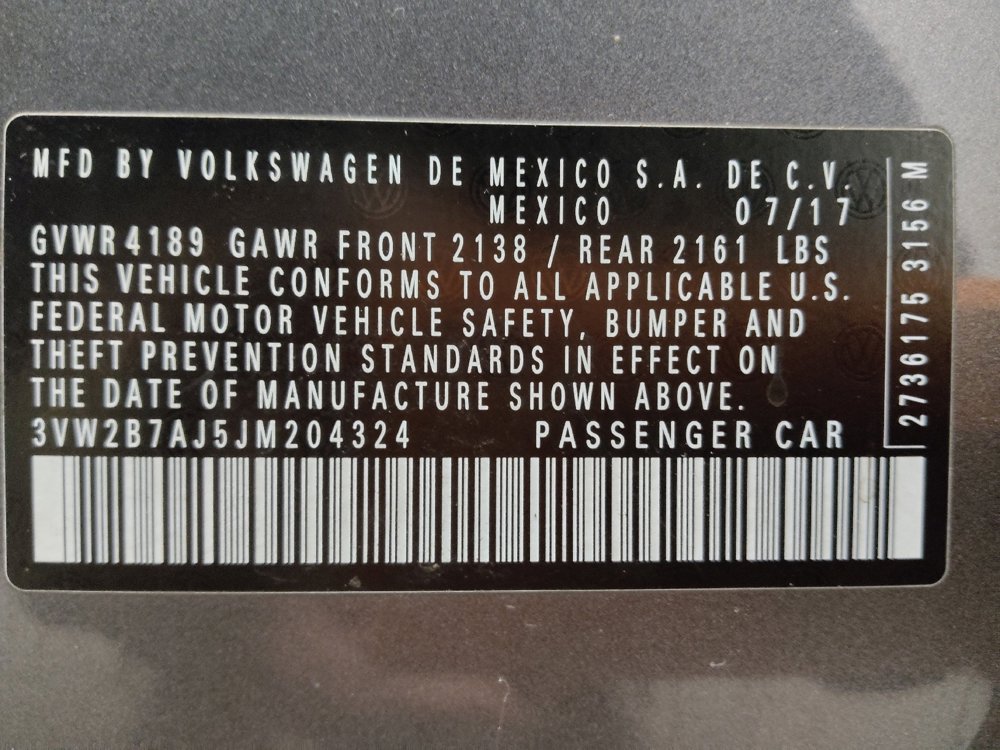 MFD BY VOLKSWAGEN DE MEXICO S.A. DE C.V.
MEXICO 07/17
GVWR 4189 GAWR FRONT 2138 / REAR 2161 LBS
THIS VEHICLE CONFORMS TO ALL APPLICABLE U.S.
FEDERAL MOTOR VEHICLE SAFETY, BUMPER AND
THEFT PREVENTION STANDARDS IN EFFECT ON
THE DATE OF MANUFACTURE SHOWN ABOVE.
3VW2B7AJ5JM204324 PASSENGER CAR
2736175 3156 M